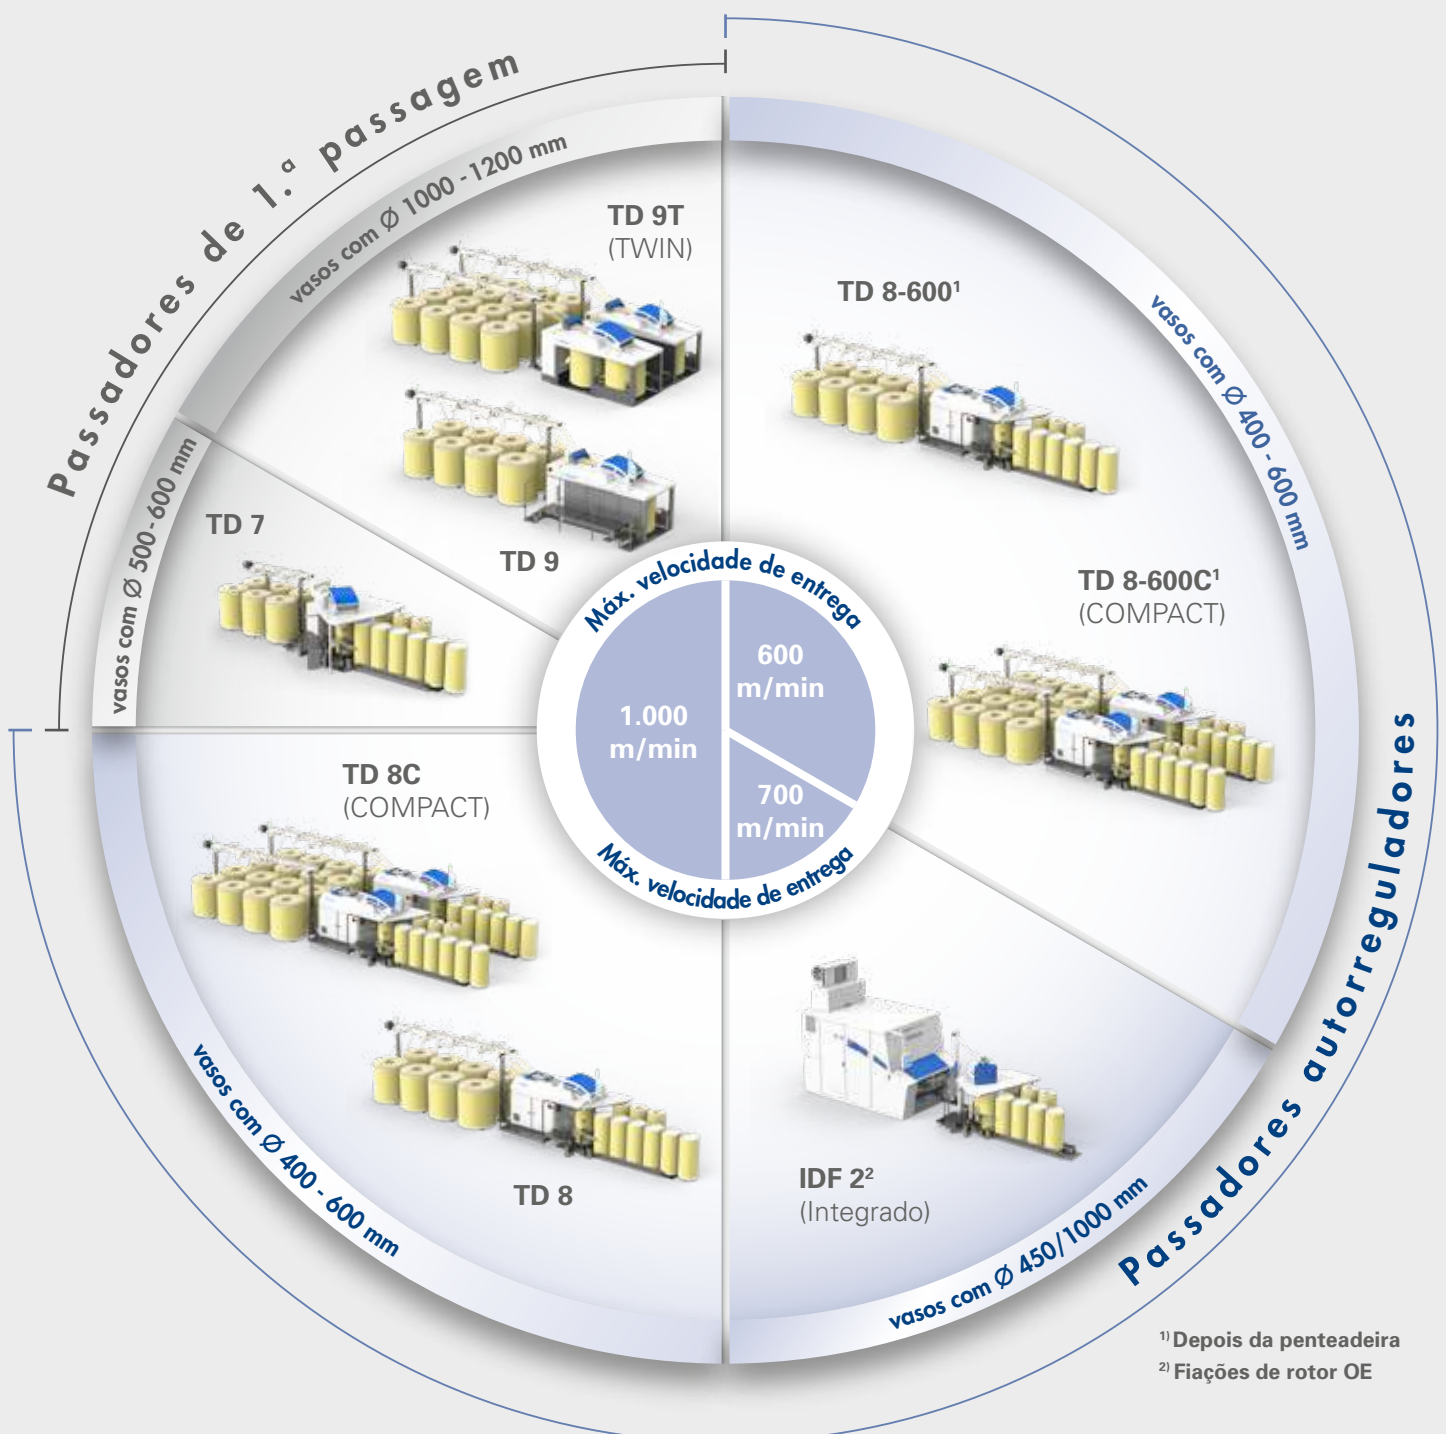 Passadores de 1.ª passagem
vasos com Ø 1000 - 1200 mm
TD 9T
(TWIN)
TD 9
vasos com Ø 500 - 600 mm
TD 7
TD 8-600¹
vasos com Ø 400 - 600 mm
TD 8-600C¹
(COMPACT)
Máx. velocidade de entrega
600
m/min
1.000
m/min
700
m/min
Máx. velocidade de entrega
TD 8C
(COMPACT)
TD 8
vasos com Ø 400 - 600 mm
IDF 2²
(Integrado)
vasos com Ø 450/1000 mm
Passadores autorreguladores
¹⁾ Depois da penteadeira
²⁾ Fiações de rotor OE